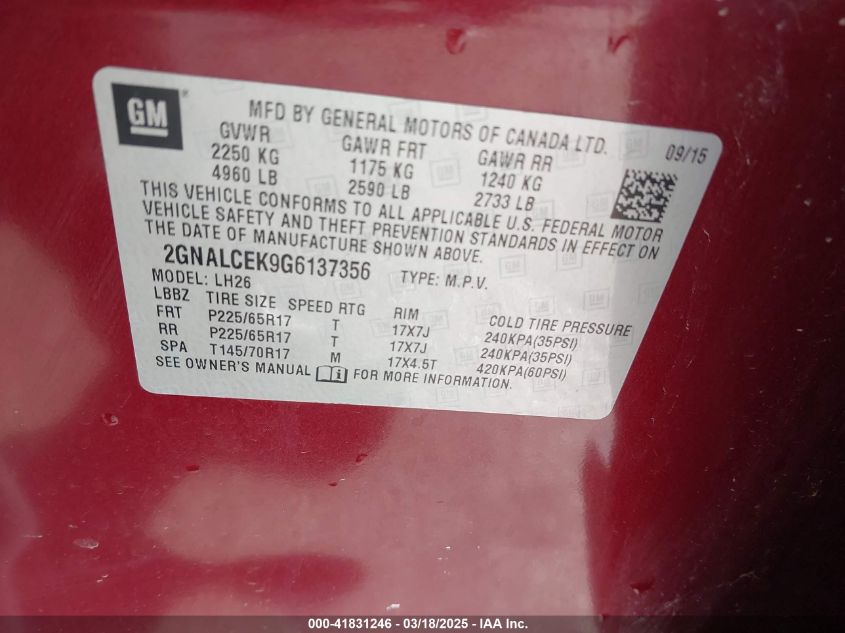 GM®
MFD BY GENERAL MOTORS OF CANADA LTD.
09/15
GVWR GAWR FRT GAWR RR
2250 KG 1175 KG 1240 KG
4960 LB 2590 LB 2733 LB
THIS VEHICLE CONFORMS TO ALL APPLICABLE U.S. FEDERAL MOTOR
VEHICLE SAFETY AND THEFT PREVENTION STANDARDS IN EFFECT ON
THE DATE OF MANUFACTURE SHOWN ABOVE.
2GNALCEK9G6137356 TYPE: M.P.V.
MODEL: LH26
LBBZ TIRE SIZE SPEED RTG RIM COLD TIRE PRESSURE
FRT P225/65R17 T 17X7J 240KPA(35PSI)
RR P225/65R17 T 17X7J 240KPA(35PSI)
SPA T145/70R17 M 17X4.5T 420KPA(60PSI)
SEE OWNER'S MANUAL i FOR MORE INFORMATION.
000-41831246 - 03/18/2025 - IAA Inc.